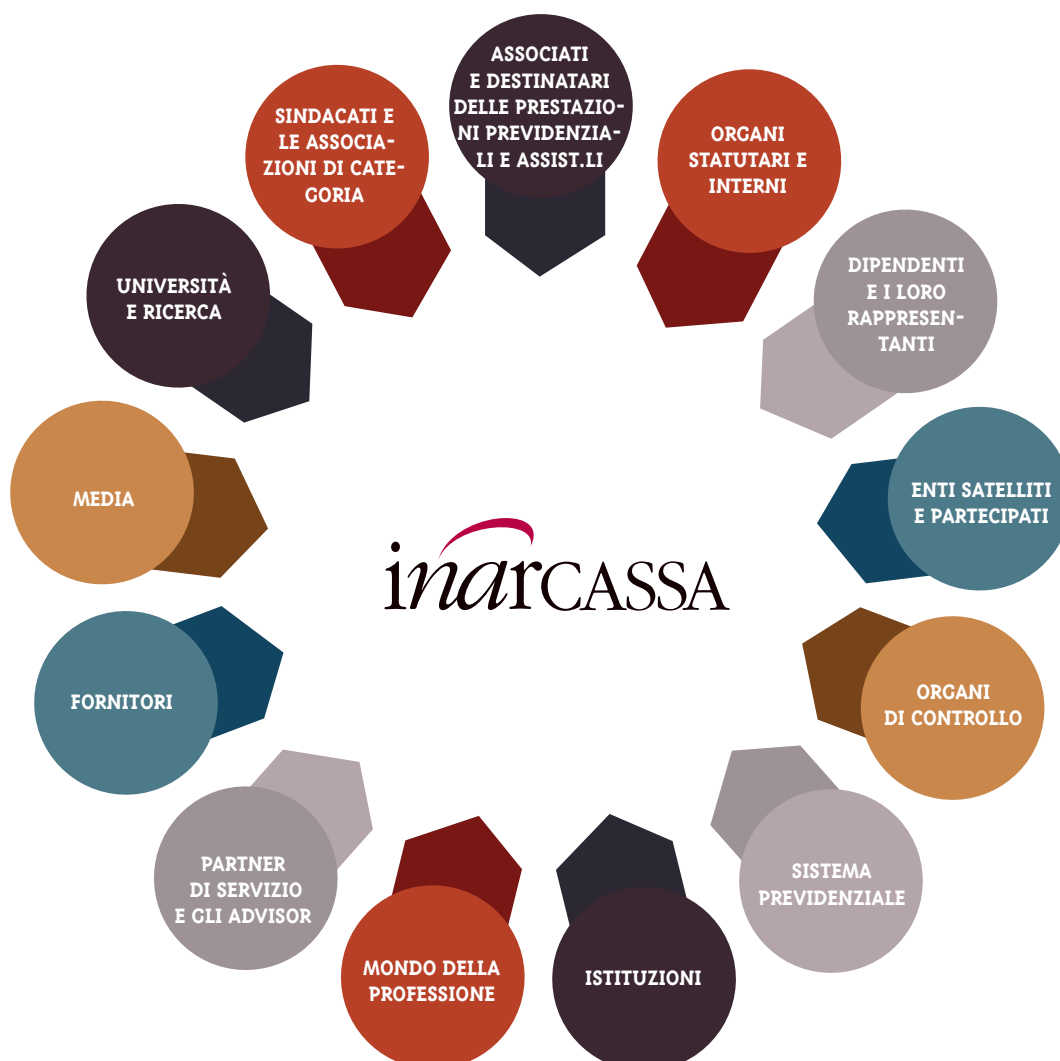 ASSOCIATI
E DESTINATARI
DELLE PRESTAZIO-
NI PREVIDENZIA-
LI E ASSIST.LI
ORGANI
STATUTARI E
INTERNI
DIPENDENTI
E I LORO
RAPPRESEN-
TANTI
ENTI SATELLITI
E PARTECIPATI
ORGANI
DI CONTROLLO
SISTEMA
PREVIDENZIALE
ISTITUZIONI
MONDO DELLA
PROFESSIONE
PARTNER
DI SERVIZIO
E GLI ADVISOR
FORNITORI
MEDIA
UNIVERSITÀ
E RICERCA
SINDACATI E
LE ASSOCIA-
ZIONI DI CATE-
GORIA
inarCASSA